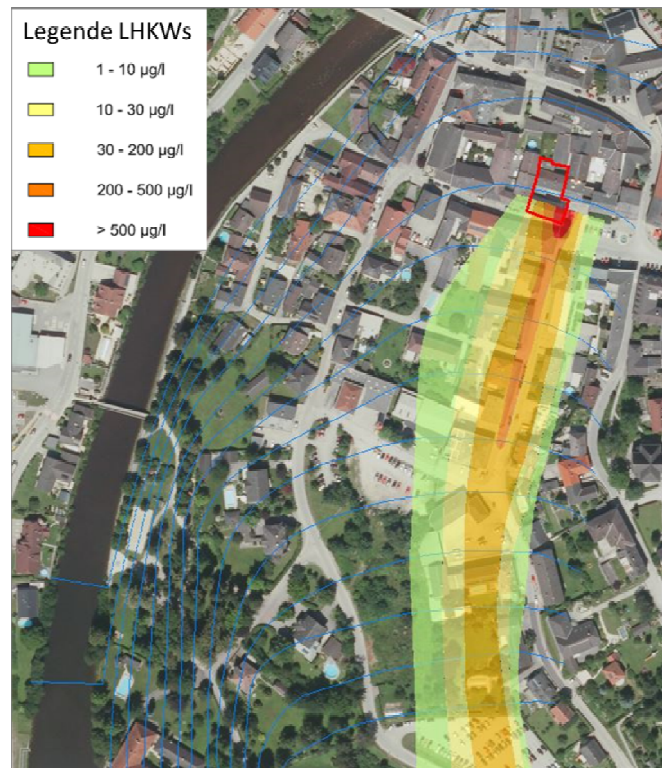 Legende LHKWs
1 - 10 µg/l
10 - 30 µg/l
30 - 200 µg/l
200 - 500 µg/l
> 500 µg/l